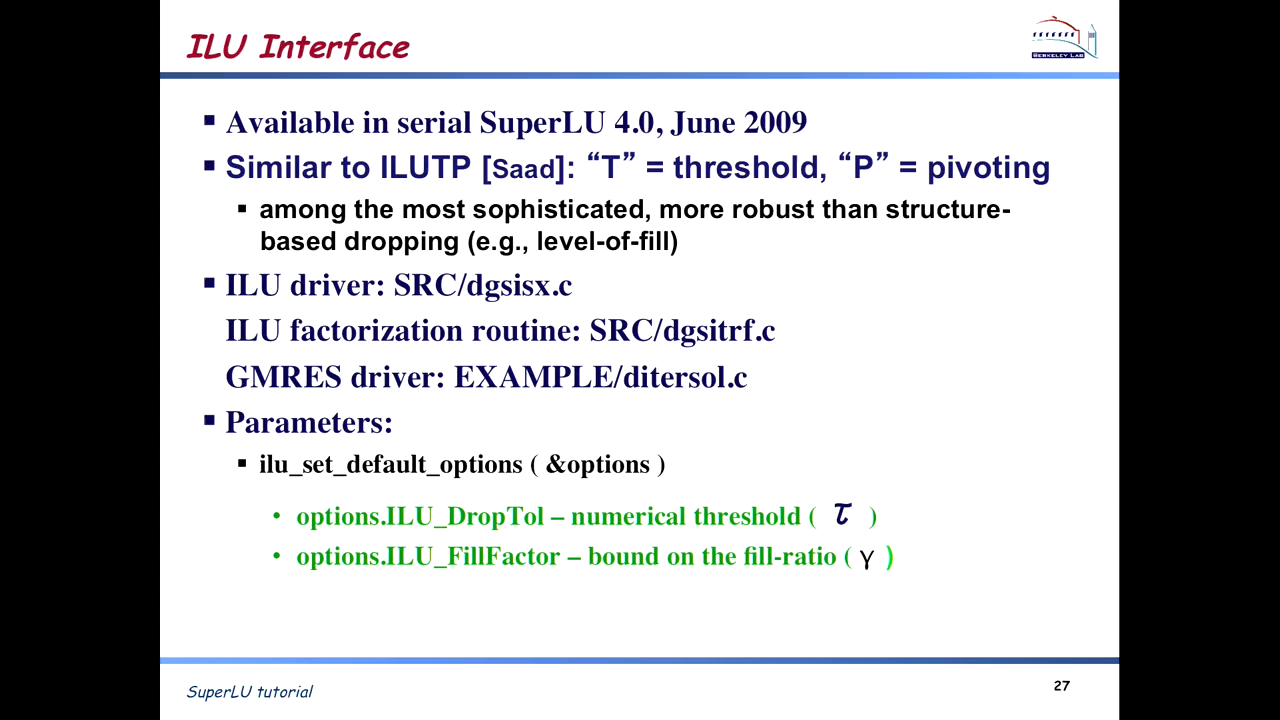 ILU Interface
BERKELEY LAB
▪ Available in serial SuperLU 4.0, June 2009
▪ Similar to ILUTP [Saad]: “T” = threshold, “P” = pivoting
▪ among the most sophisticated, more robust than structure-
based dropping (e.g., level-of-fill)
▪ ILU driver: SRC/dgsisx.c
ILU factorization routine: SRC/dgsitrf.c
GMRES driver: EXAMPLE/ditersol.c
▪ Parameters:
▪ ilu_set_default_options ( &options )
• options.ILU_DropTol – numerical threshold ( τ )
• options.ILU_FillFactor – bound on the fill-ratio ( γ )
SuperLU tutorial
27